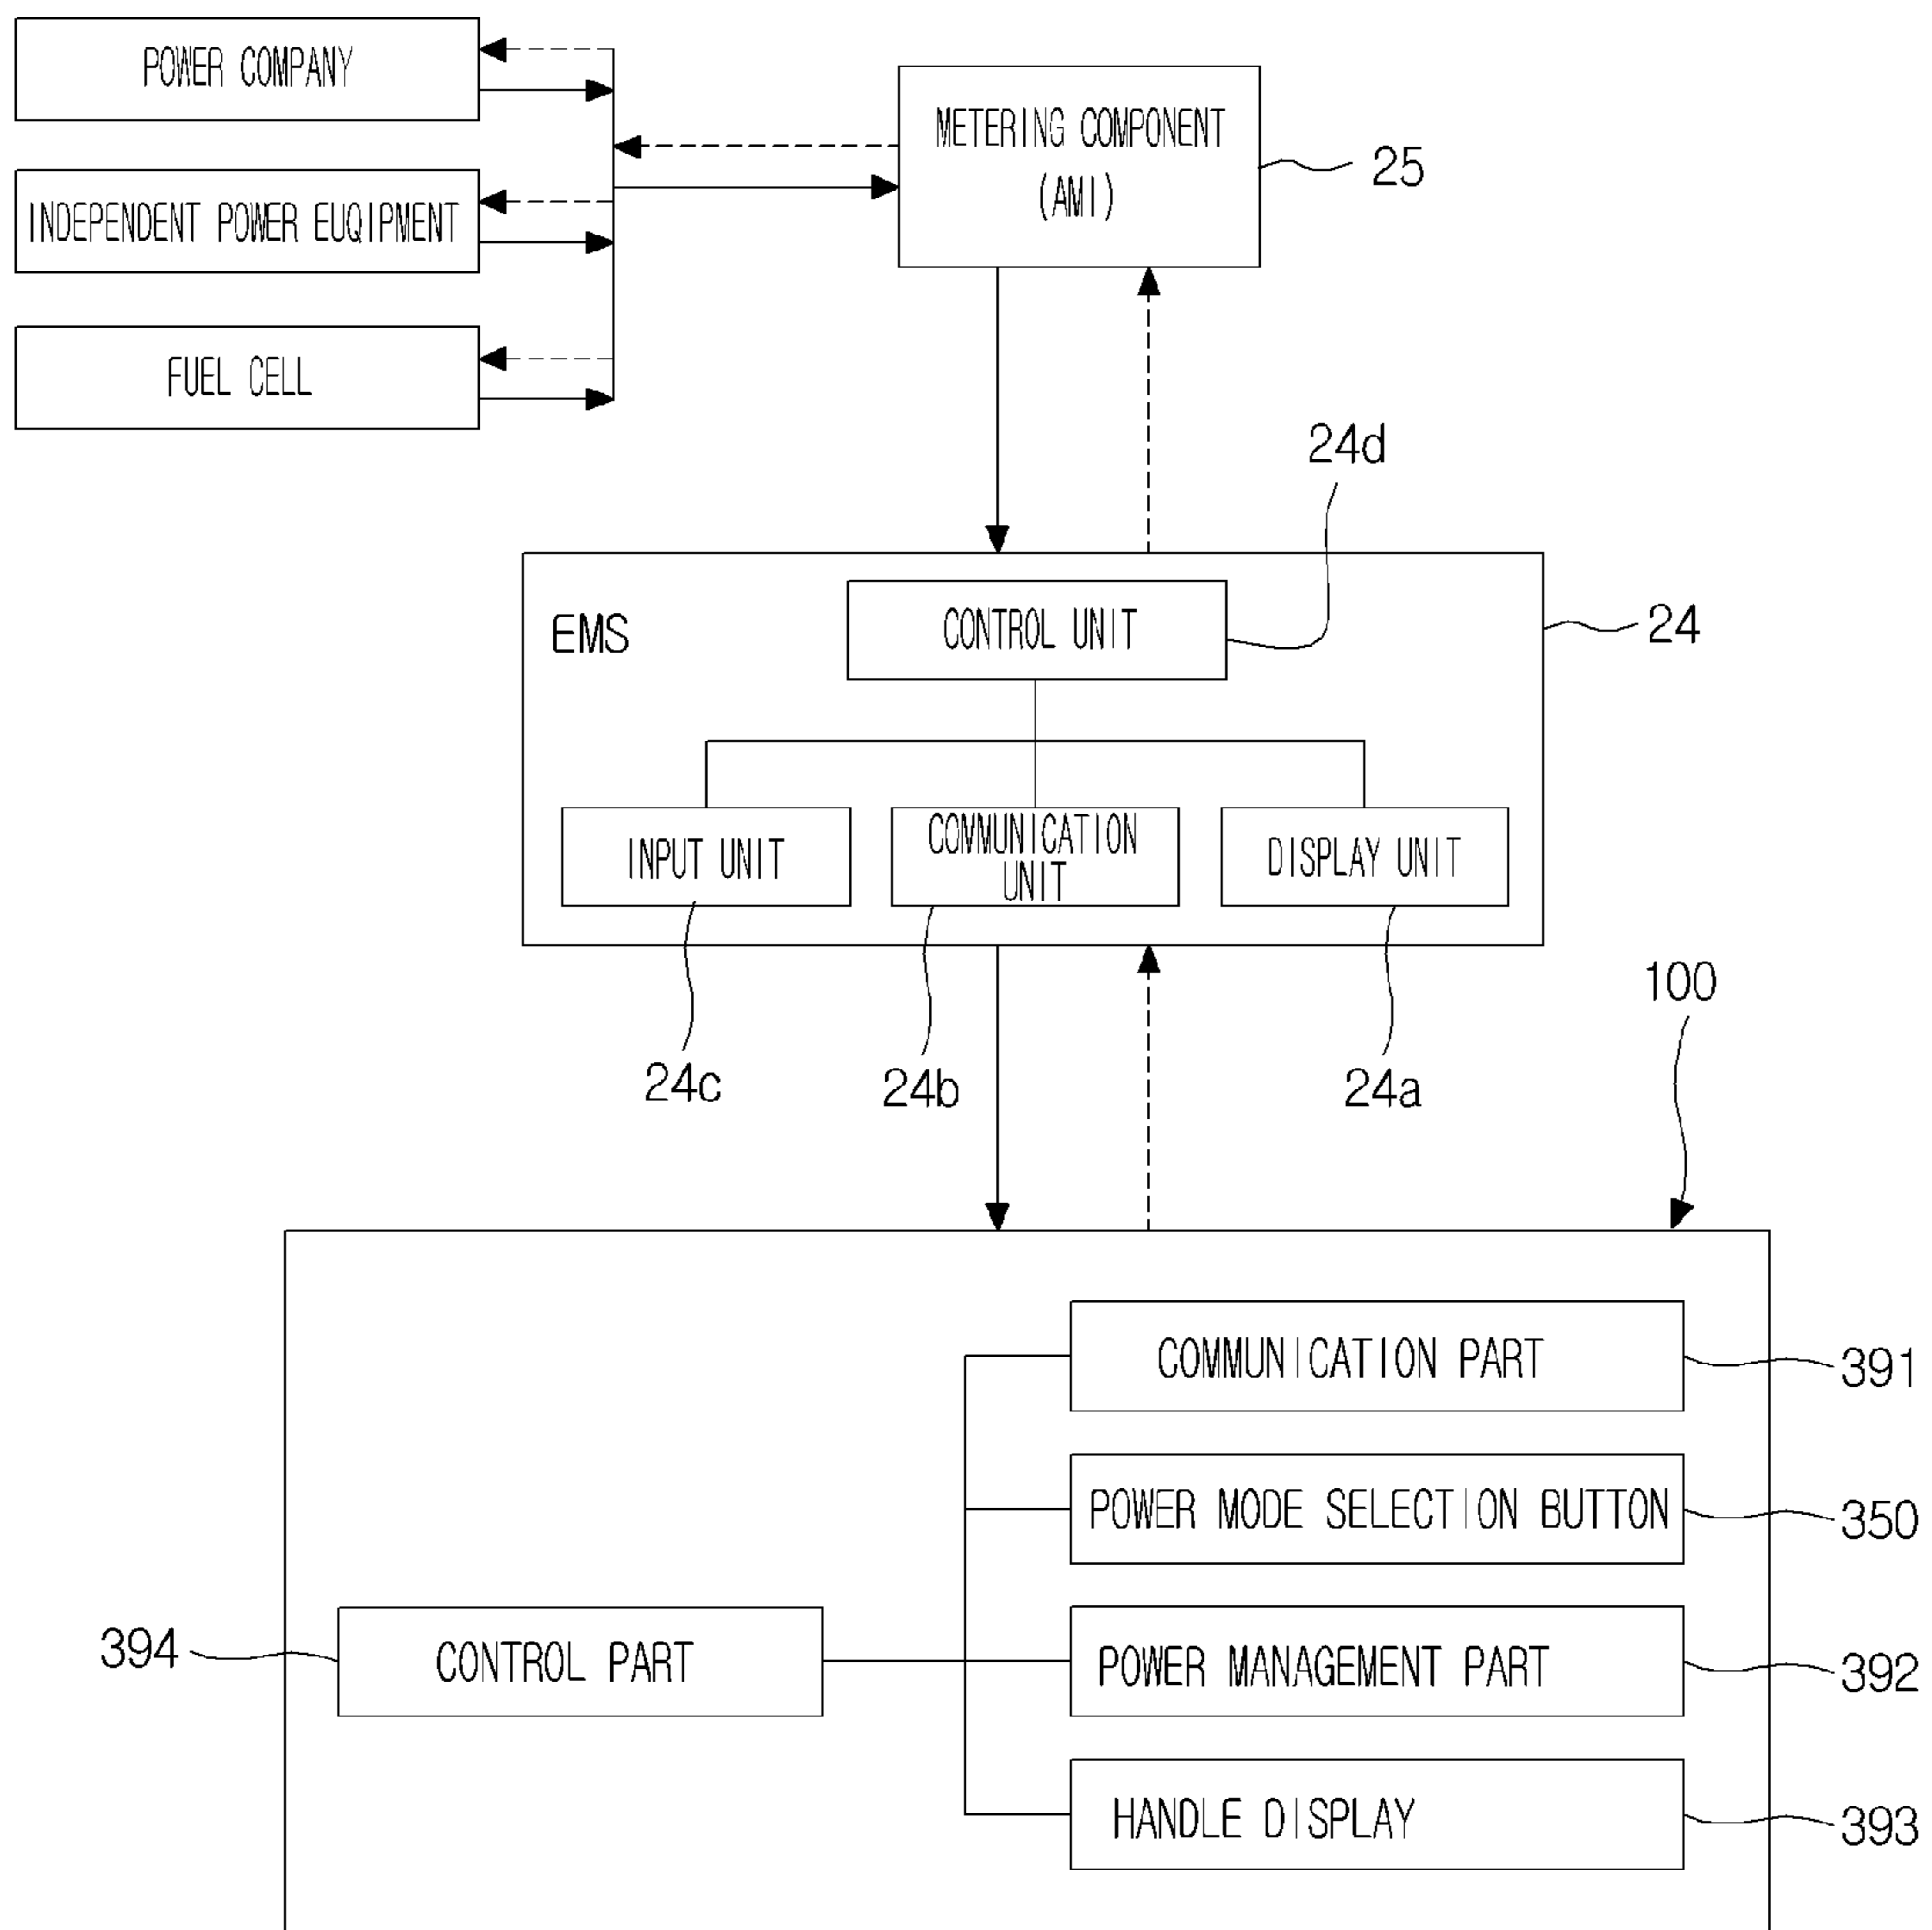 POWER COMPANY
METERING COMPONENT
(AMI)
25
INDEPENDENT POWER EUQIPMENT
FUEL CELL
24d
EMS
CONTROL UNIT
24
INPUT UNIT
COMMUNICATION
UNIT
DISPLAY UNIT
24c
24b
24a
100
COMMUNICATION PART
391
POWER MODE SELECTION BUTTON
350
394
CONTROL PART
POWER MANAGEMENT PART
392
HANDLE DISPLAY
393